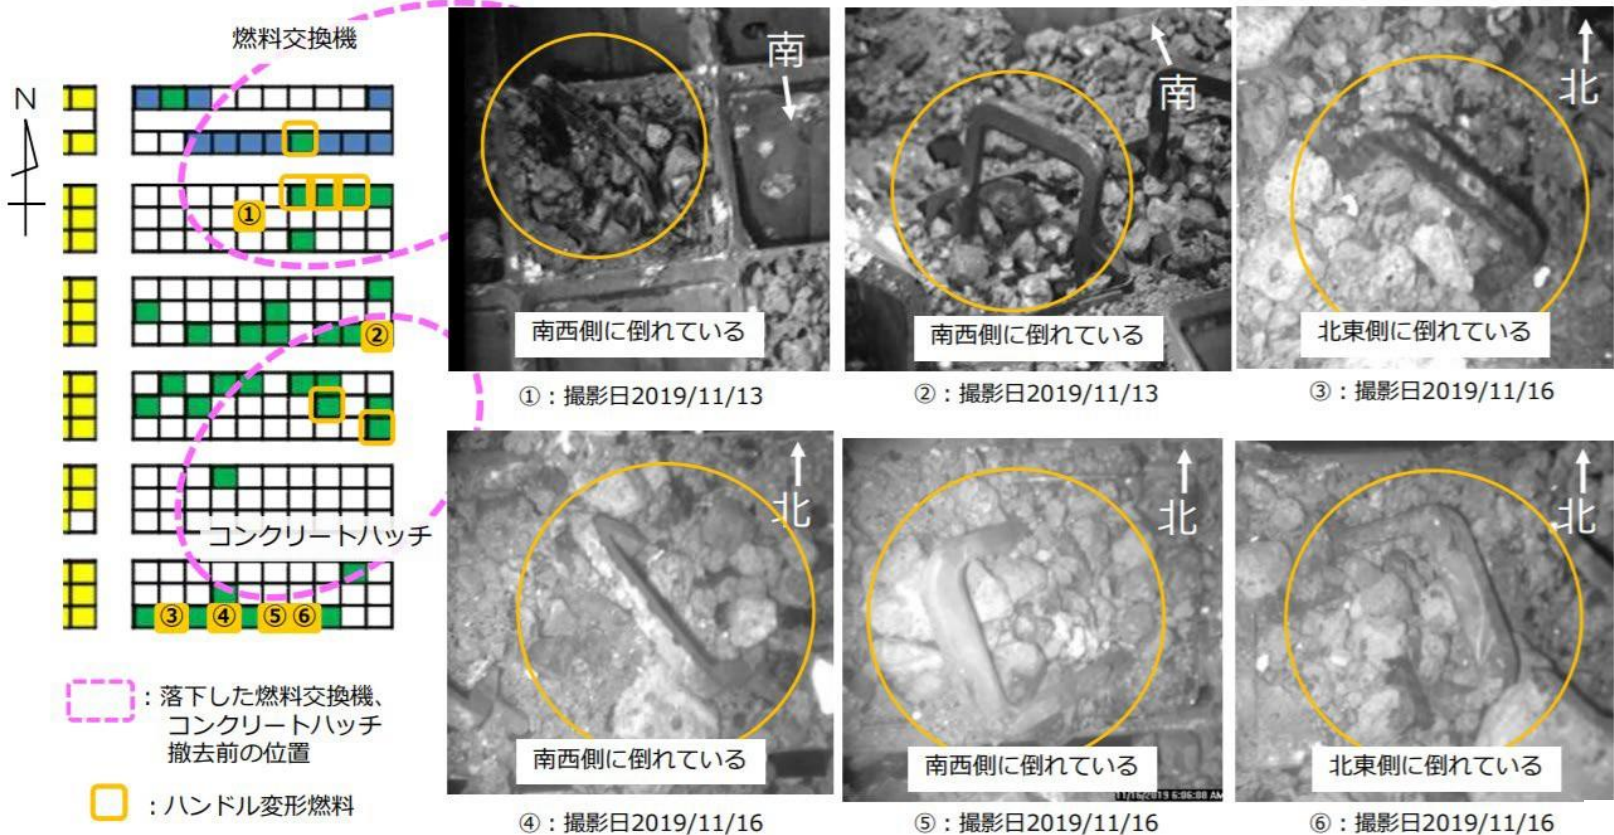 燃料交換機
N
①
②
③
④
⑤
⑥
コンクリートハッチ
：落下した燃料交換機、
コンクリートハッチ
撤去前の位置
：ハンドル変形燃料
南
南西側に倒れている
①：撮影日2019/11/13
南
南西側に倒れている
②：撮影日2019/11/13
北
北東側に倒れている
③：撮影日2019/11/16
北
南西側に倒れている
④：撮影日2019/11/16
北
南西側に倒れている
11/16/2019 6:06:08 AM
⑤：撮影日2019/11/16
北
北東側に倒れている
⑥：撮影日2019/11/16